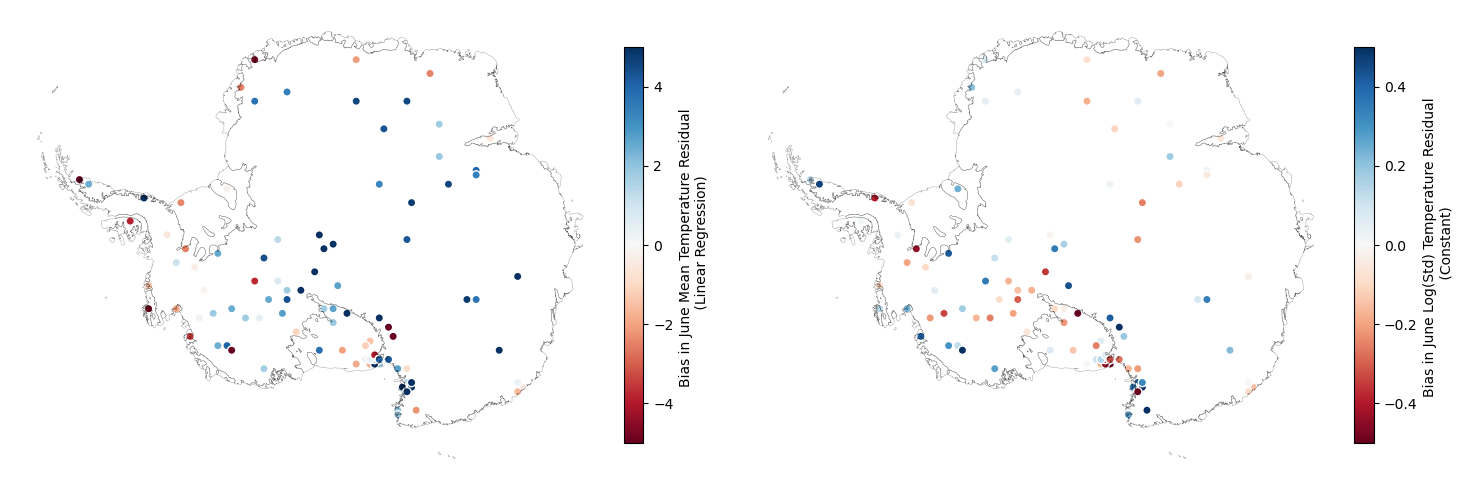 4
2
0
−2
−4
Bias in June Mean Temperature Residual
(Linear Regression)
0.4
0.2
0.0
−0.2
−0.4
Bias in June Log(Std) Temperature Residual
(Constant)